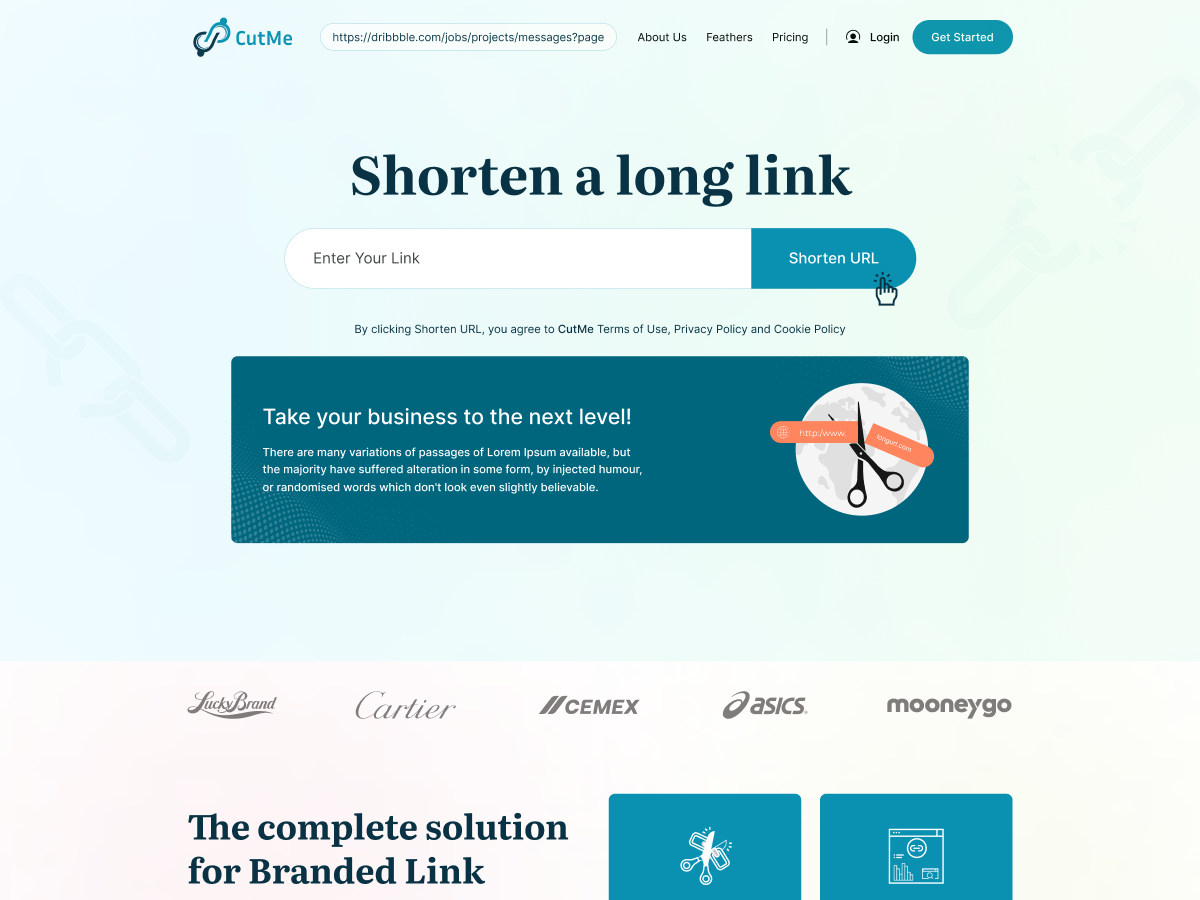 CutMe
https://dribbble.com/jobs/projects/messages?page
About Us
Feathers
Pricing
Login
Get Started
Shorten a long link
Enter Your Link
Shorten URL
By clicking Shorten URL, you agree to CutMe Terms of Use, Privacy Policy and Cookie Policy
Take your business to the next level!
There are many variations of passages of Lorem Ipsum available, but
the majority have suffered alteration in some form, by injected humour,
or randomised words which don't look even slightly believable.
http:/www.
longurl.com
Lucky Brand
Cartier
CEMEX
asics
mooneygo
The complete solution
for Branded Link